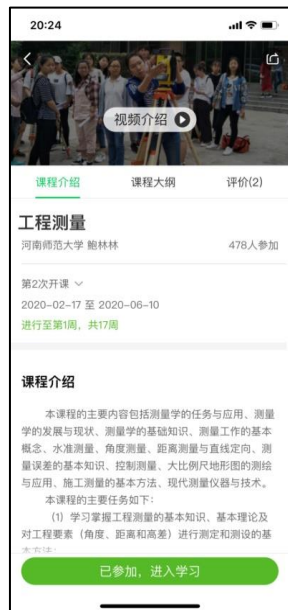 20:24
视频介绍
课程介绍 课程大纲 评价(2)
工程测量
河南师范大学 鲍林林 478人参加
第2次开课
2020-02-17 至 2020-06-10
进行至第1周，共17周
课程介绍
本课程的主要内容包括测量学的任务与应用、测量
学的发展与现状、测量学的基础知识、测量工作的基本
概念、水准测量、角度测量、距离测量与直线定向、测
量误差的基本知识、控制测量、大比例尺地形图的测绘
与应用、施工测量的基本方法、现代测量仪器与技术。
本课程的主要任务如下：
（1）学习掌握工程测量的基本知识、基本理论及
对工程要素（角度、距离和高差）进行测定和测设的基
本方法；
已参加，进入学习